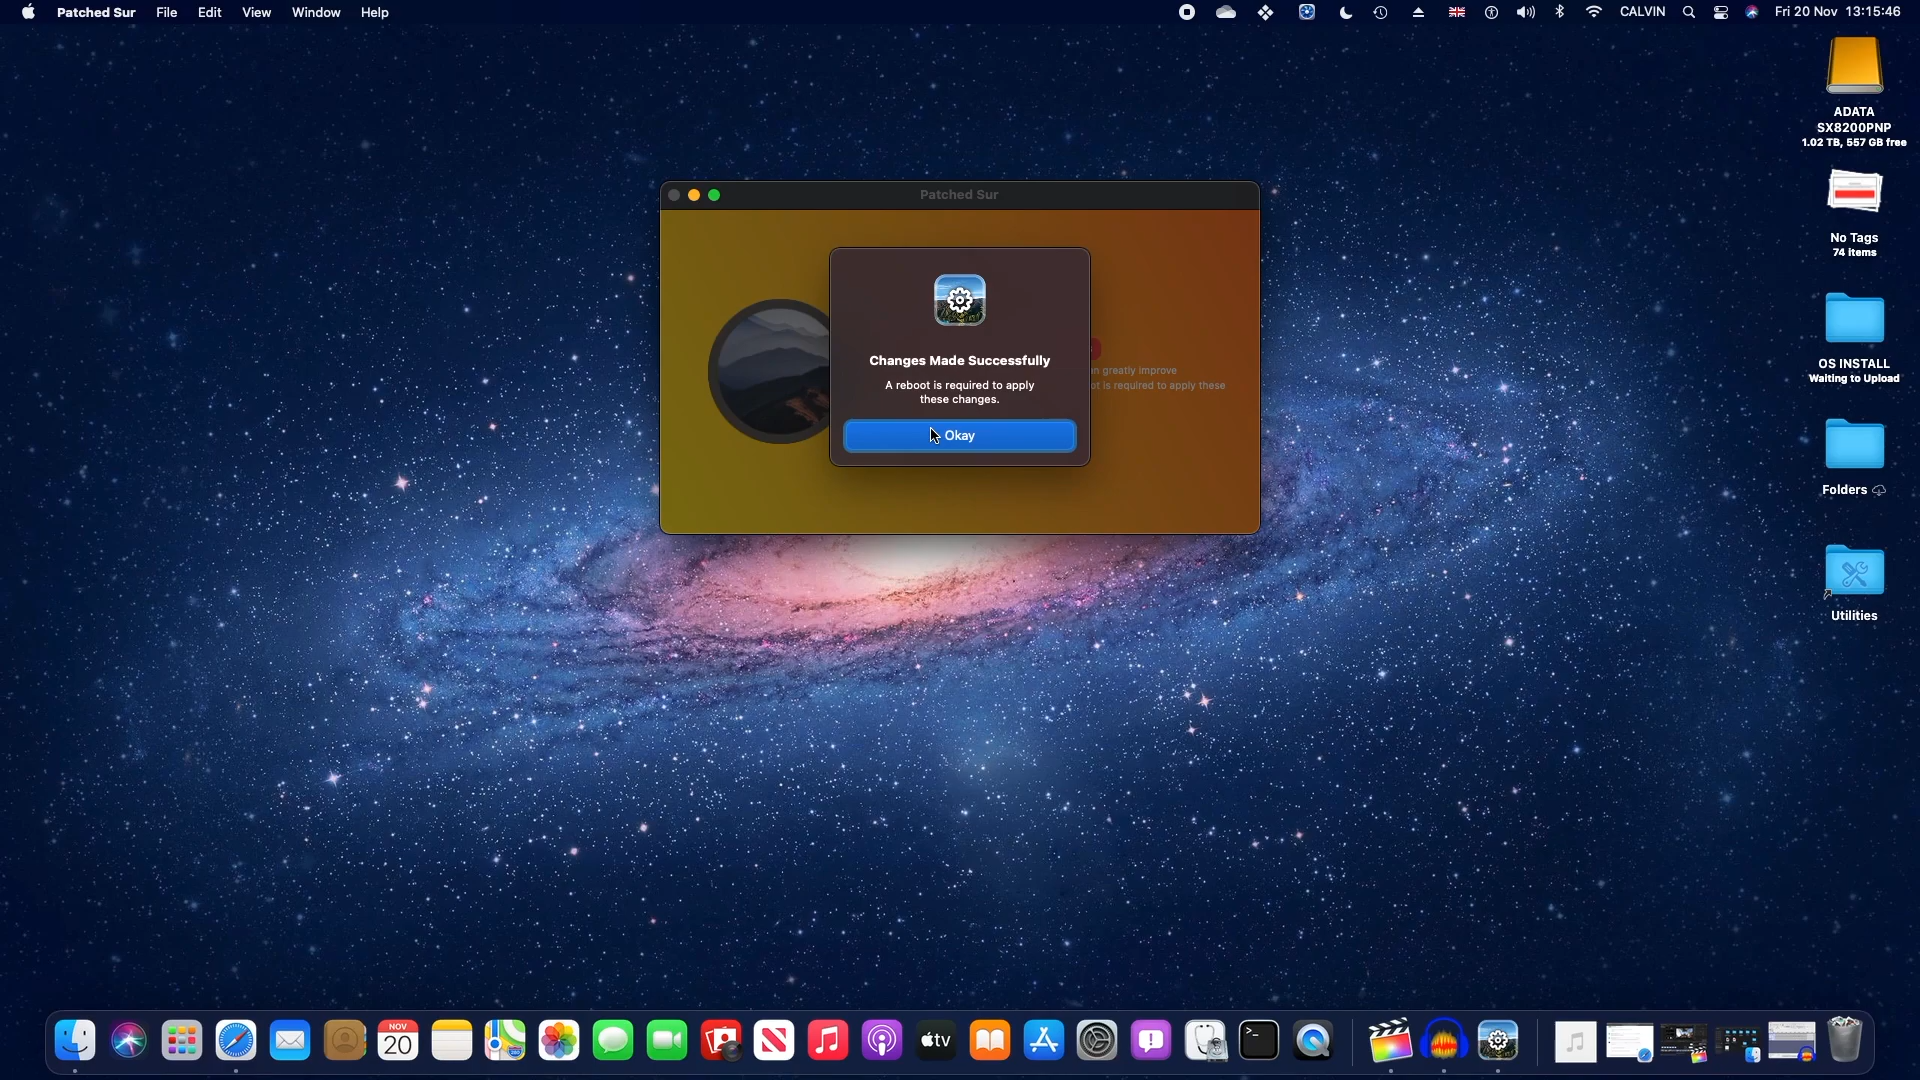 Patched Sur File Edit View Window Help CALVIN Fri 20 Nov 13:15:46
ADATA
SX8200PNP
1.02 TB, 557 GB free
No Tags
74 items
OS INSTALL
Waiting to Upload
Folders
Utilities
Patched Sur
Changes Made Successfully
A reboot is required to apply
these changes.
Okay
greatly improve
is required to apply these
NOV
20
tv
>_